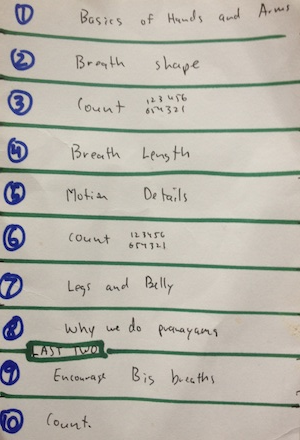 1 Basics of Hands and Arms
2 Breath shape
3 Count 123456
654321
4 Breath Length
5 Motion Details
6 Count 123456
654321
7 Legs and Belly
8 Why we do pranayama
LAST TWO
9 Encourage Big breaths
10 Count.